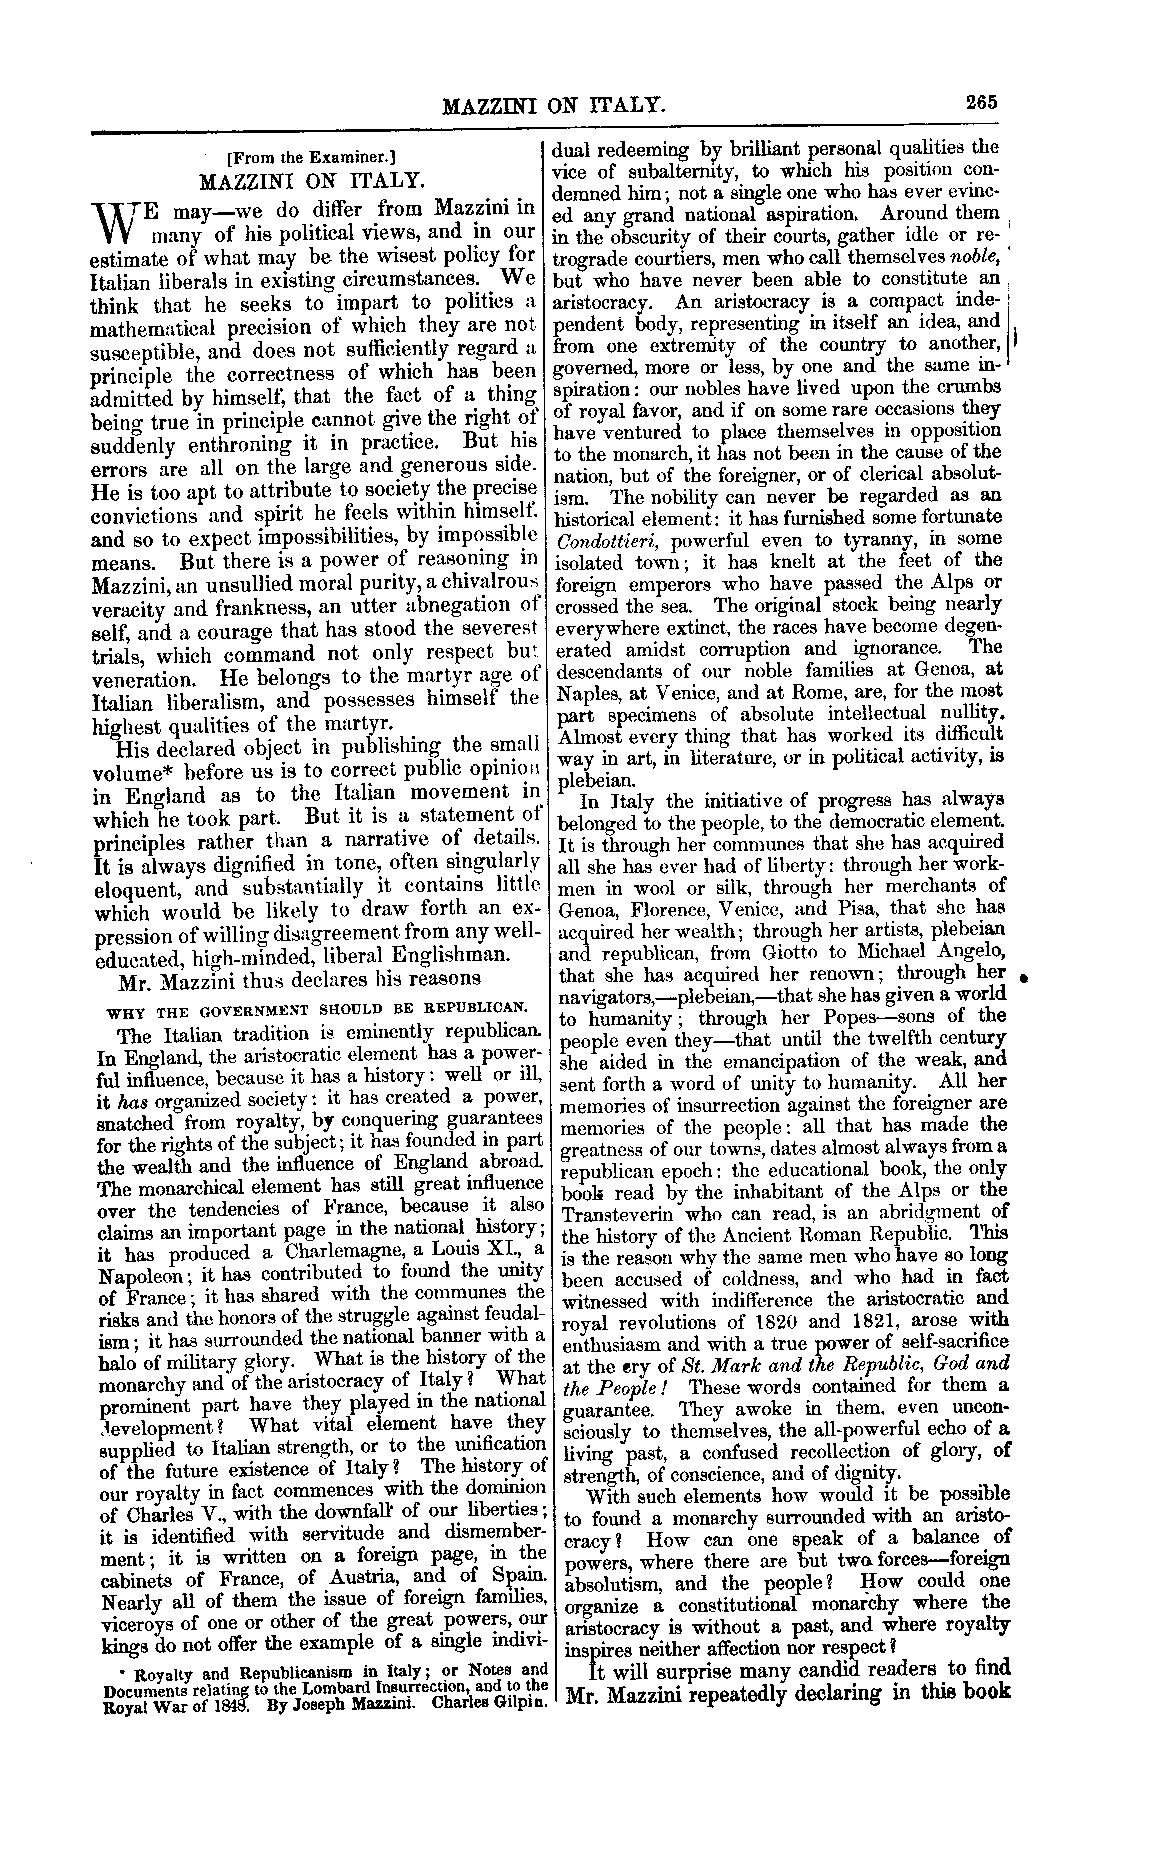 MAZZINI ON ITALY.
265
[From the Examiner.]
MAZZINI ON ITALY.
WE may—we do differ from Mazzini in
many of his political views, and in our
estimate of what may be the wisest policy for
Italian liberals in existing circumstances. We
think that he seeks to impart to politics a
mathematical precision of which they are not
susceptible, and does not sufficiently regard a
principle the correctness of which has been
admitted by himself, that the fact of a thing
being true in principle cannot give the right of
suddenly enthroning it in practice. But his
errors are all on the large and generous side.
He is too apt to attribute to society the precise
convictions and spirit he feels within himself.
and so to expect impossibilities, by impossible
means. But there is a power of reasoning in
Mazzini, an unsullied moral purity, a chivalrous
veracity and frankness, an utter abnegation of
self, and a courage that has stood the severest
trials, which command not only respect but
veneration. He belongs to the martyr age of
Italian liberalism, and possesses himself the
highest qualities of the martyr.
His declared object in publishing the small
volume* before us is to correct public opinion
in England as to the Italian movement in
which he took part. But it is a statement of
principles rather than a narrative of details.
It is always dignified in tone, often singularly
eloquent, and substantially it contains little
which would be likely to draw forth an ex-
pression of willing disagreement from any well-
educated, high-minded, liberal Englishman.
Mr. Mazzini thus declares his reasons
WHY THE GOVERNMENT SHOULD BE REPUBLICAN.
The Italian tradition is eminently republican.
In England, the aristocratic element has a power-
ful influence, because it has a history: well or ill,
it has organized society: it has created a power,
snatched from royalty, by conquering guarantees
for the rights of the subject; it has founded in part
the wealth and the influence of England abroad.
The monarchical element has still great influence
over the tendencies of France, because it also
claims an important page in the national history;
it has produced a Charlemagne, a Louis XI., a
Napoleon; it has contributed to found the unity
of France; it has shared with the communes the
risks and the honors of the struggle against feudal-
ism; it has surrounded the national banner with a
halo of military glory. What is the history of the
monarchy and of the aristocracy of Italy? What
prominent part have they played in the national
development? What vital element have they
supplied to Italian strength, or to the unification
of the future existence of Italy? The history of
our royalty in fact commences with the dominion
of Charles V., with the downfall of our liberties;
it is identified with servitude and dismember-
ment; it is written on a foreign page, in the
cabinets of France, of Austria, and of Spain.
Nearly all of them the issue of foreign families,
viceroys of one or other of the great powers, our
kings do not offer the example of a single indivi-
* Royalty and Republicanism in Italy; or Notes and
Documents relating to the Lombard Insurrection, and to the
Royal War of 1848. By Joseph Mazzini. Charles Gilpin.
dual redeeming by brilliant personal qualities the
vice of subalternity, to which his position con-
demned him; not a single one who has ever evinc-
ed any grand national aspiration. Around them
in the obscurity of their courts, gather idle or re-
trograde courtiers, men who call themselves noble,
but who have never been able to constitute an
aristocracy. An aristocracy is a compact inde-
pendent body, representing in itself an idea, and
from one extremity of the country to another,
governed, more or less, by one and the same in-
spiration: our nobles have lived upon the crumbs
of royal favor, and if on some rare occasions they
have ventured to place themselves in opposition
to the monarch, it has not been in the cause of the
nation, but of the foreigner, or of clerical absolut-
ism. The nobility can never be regarded as an
historical element: it has furnished some fortunate
Condottieri, powerful even to tyranny, in some
isolated town; it has knelt at the feet of the
foreign emperors who have passed the Alps or
crossed the sea. The original stock being nearly
everywhere extinct, the races have become degen-
erated amidst corruption and ignorance. The
descendants of our noble families at Genoa, at
Naples, at Venice, and at Rome, are, for the most
part specimens of absolute intellectual nullity.
Almost every thing that has worked its difficult
way in art, in literature, or in political activity, is
plebeian.
In Italy the initiative of progress has always
belonged to the people, to the democratic element.
It is through her communes that she has acquired
all she has ever had of liberty: through her work-
men in wool or silk, through her merchants of
Genoa, Florence, Venice, and Pisa, that she has
acquired her wealth; through her artists, plebeian
and republican, from Giotto to Michael Angelo,
that she has acquired her renown; through her
navigators,—plebeian,—that she has given a world
to humanity; through her Popes—sons of the
people even they—that until the twelfth century
she aided in the emancipation of the weak, and
sent forth a word of unity to humanity. All her
memories of insurrection against the foreigner are
memories of the people: all that has made the
greatness of our towns, dates almost always from a
republican epoch: the educational book, the only
book read by the inhabitant of the Alps or the
Transteverin who can read, is an abridgment of
the history of the Ancient Roman Republic. This
is the reason why the same men who have so long
been accused of coldness, and who had in fact
witnessed with indifference the aristocratic and
royal revolutions of 1820 and 1821, arose with
enthusiasm and with a true power of self-sacrifice
at the cry of St. Mark and the Republic, God and
the People! These words contained for them a
guarantee. They awoke in them, even uncon-
sciously to themselves, the all-powerful echo of a
living past, a confused recollection of glory, of
strength, of conscience, and of dignity.
With such elements how would it be possible
to found a monarchy surrounded with an aristo-
cracy? How can one speak of a balance of
powers, where there are but two forces—foreign
absolutism, and the people? How could one
organize a constitutional monarchy where the
aristocracy is without a past, and where royalty
inspires neither affection nor respect?
It will surprise many candid readers to find
Mr. Mazzini repeatedly declaring in this book